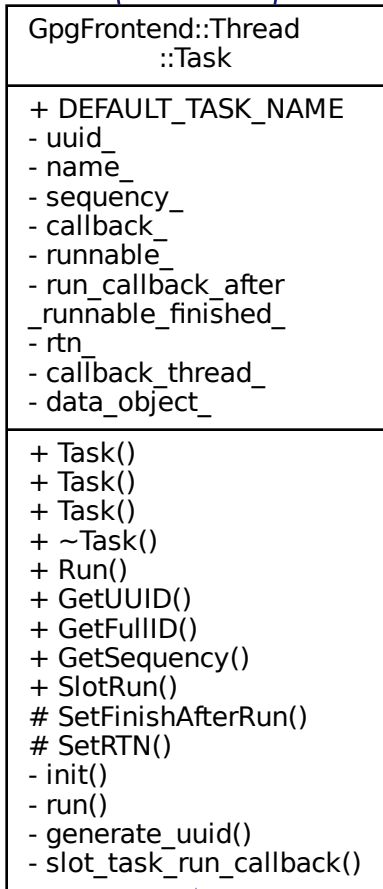 GpgFrontend::Thread
::Task
+ DEFAULT_TASK_NAME
- uuid_
- name_
- sequency_
- callback_
- runnable_
- run_callback_after
_runnable_finished_
- rtn_
- callback_thread_
- data_object_
+ Task()
+ Task()
+ Task()
+ ~Task()
+ Run()
+ GetUUID()
+ GetFullID()
+ GetSequency()
+ SlotRun()
# SetFinishAfterRun()
# SetRTN()
- init()
- run()
- generate_uuid()
- slot_task_run_callback()